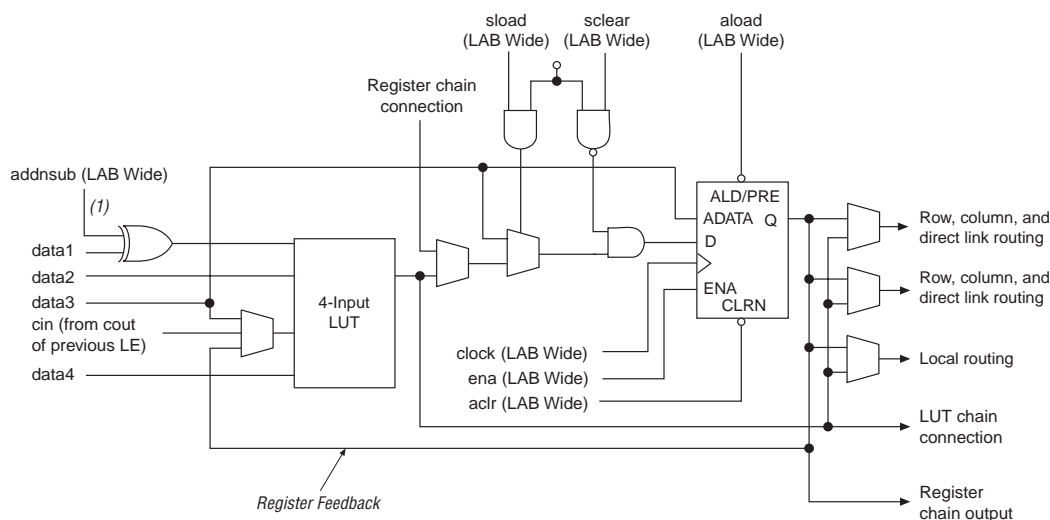 sload
(LAB Wide)
sclear
(LAB Wide)
aload
(LAB Wide)
Register chain
connection
addnsub (LAB Wide)
(1)
data1
data2
data3
cin (from cout
of previous LE)
data4
4-Input
LUT
ALD/PRE
ADATA
Q
D
ENA
CLRN
clock (LAB Wide)
ena (LAB Wide)
aclr (LAB Wide)
Row, column, and
direct link routing
Row, column, and
direct link routing
Local routing
LUT chain
connection
Register
chain output
Register Feedback